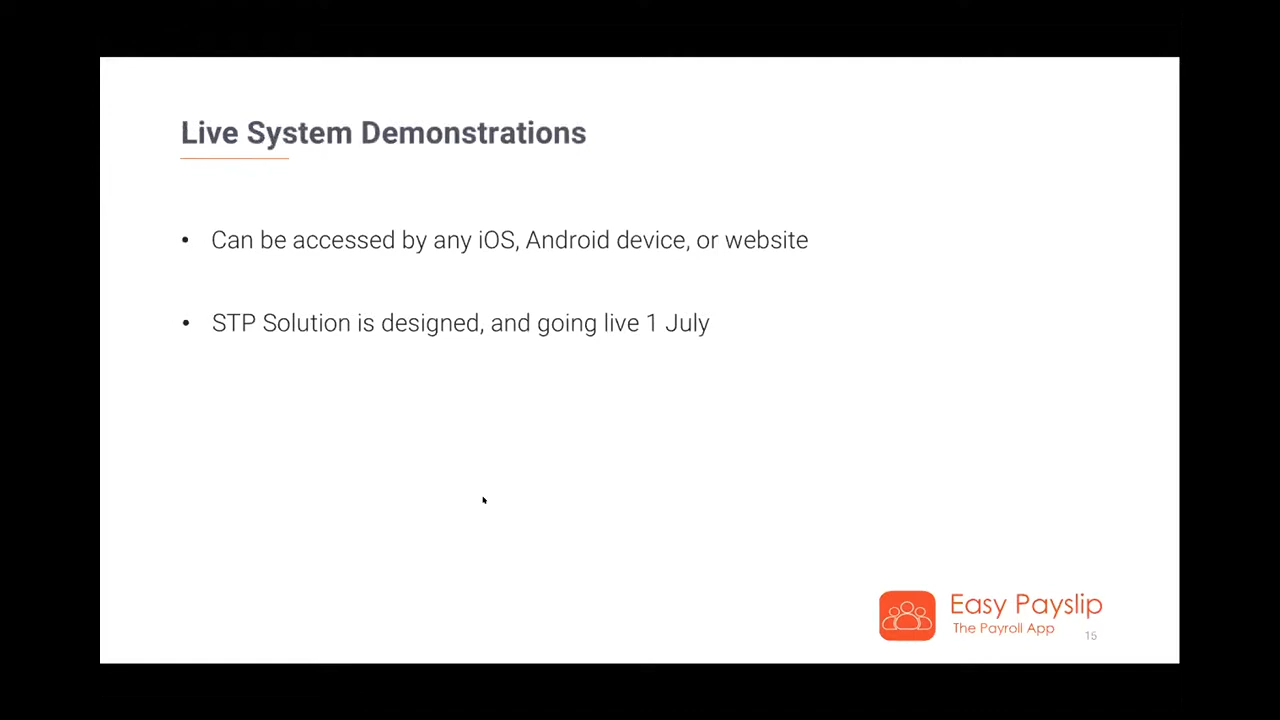 Live System Demonstrations
• Can be accessed by any iOS, Android device, or website
• STP Solution is designed, and going live 1 July
Easy Payslip
The Payroll App
15